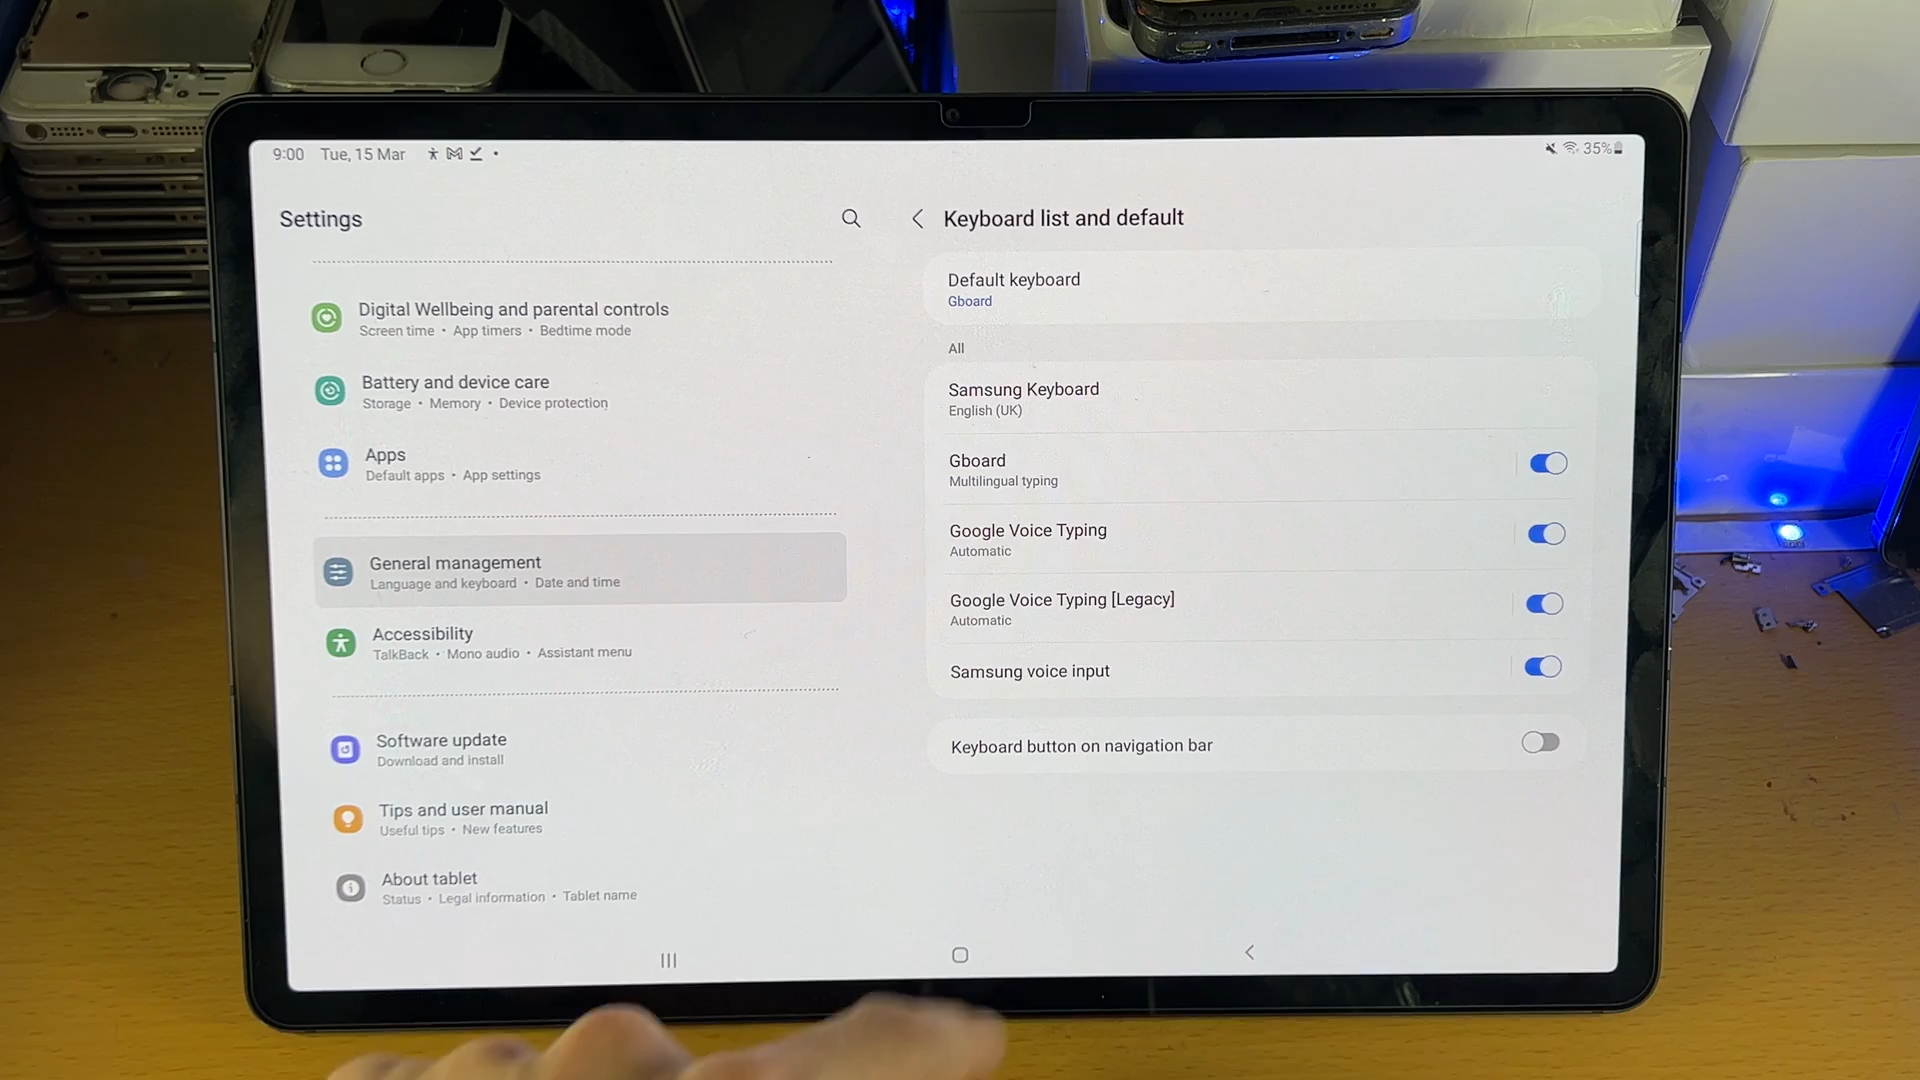 9:00 Tue, 15 Mar
35%
Settings
Digital Wellbeing and parental controls
Screen time • App timers • Bedtime mode
Battery and device care
Storage • Memory • Device protection
Apps
Default apps • App settings
General management
Language and keyboard • Date and time
Accessibility
TalkBack • Mono audio • Assistant menu
Software update
Download and install
Tips and user manual
Useful tips • New features
About tablet
Status • Legal information • Tablet name
Keyboard list and default
Default keyboard
Gboard
All
Samsung Keyboard
English (UK)
Gboard
Multilingual typing
Google Voice Typing
Automatic
Google Voice Typing [Legacy]
Automatic
Samsung voice input
Keyboard button on navigation bar